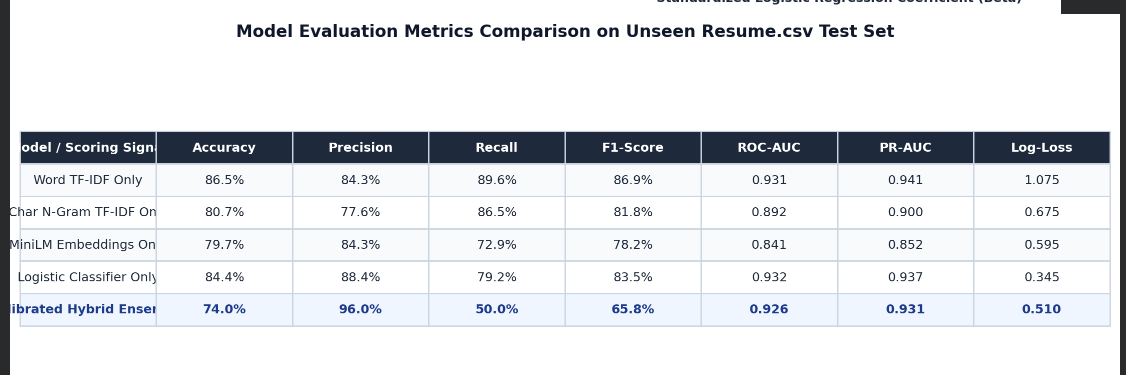 Standardized Logistic Regression Coefficient (Beta)
Model Evaluation Metrics Comparison on Unseen Resume.csv Test Set
odel / Scoring Signa Accuracy Precision Recall F1-Score ROC-AUC PR-AUC Log-Loss
Word TF-IDF Only 86.5% 84.3% 89.6% 86.9% 0.931 0.941 1.075
Char N-Gram TF-IDF On 80.7% 77.6% 86.5% 81.8% 0.892 0.900 0.675
MiniLM Embeddings On 79.7% 84.3% 72.9% 78.2% 0.841 0.852 0.595
Logistic Classifier Only 84.4% 88.4% 79.2% 83.5% 0.932 0.937 0.345
librated Hybrid Enser 74.0% 96.0% 50.0% 65.8% 0.926 0.931 0.510